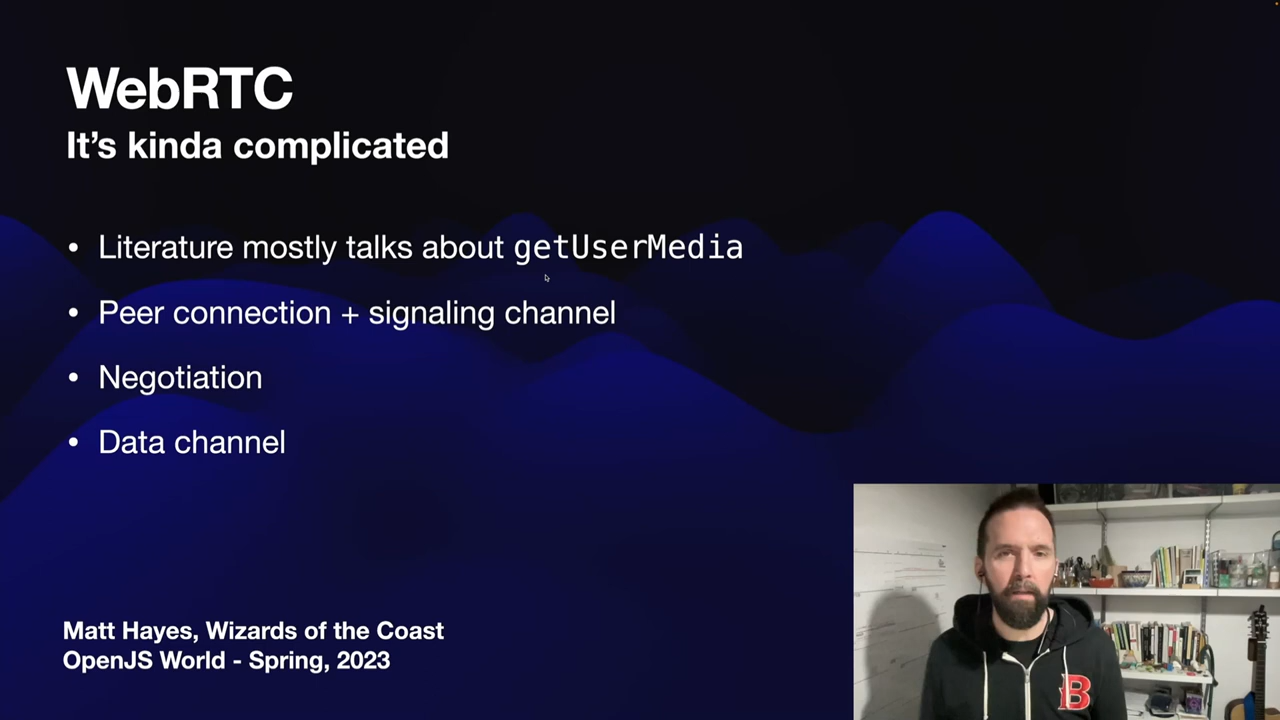 WebRTC
It’s kinda complicated
• Literature mostly talks about getUserMedia
• Peer connection + signaling channel
• Negotiation
• Data channel
Matt Hayes, Wizards of the Coast
OpenJS World - Spring, 2023
B